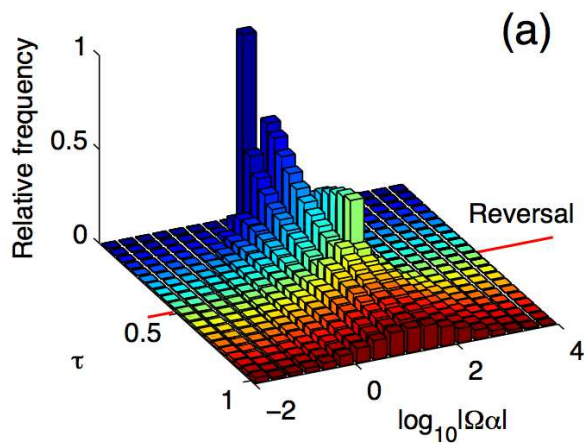 (a)
1
0.5
0
Relative frequency
Reversal
0.5
τ
1
−2
0
2
4
|log₁₀|Ωα|